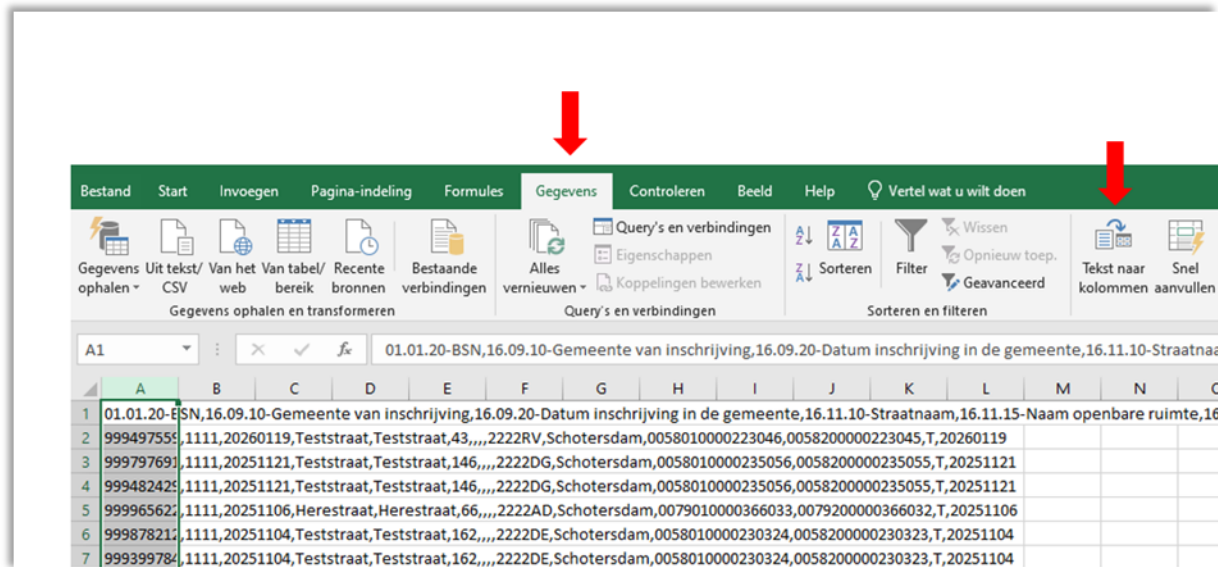 Bestand Start Invoegen Pagina-indeling Formules Gegevens Controleren Beeld Help Vertel wat u wilt doen
Gegevens ophalen
Uit tekst/ CSV
Van het web
Van tabel/ bereik
Recente bronnen
Bestaande verbindingen
Gegevens ophalen en transformeren
Alles vernieuwen
Query's en verbindingen
Eigenschappen
Koppelingen bewerken
Query's en verbindingen
Sorteren
Filter
Wissen
Opnieuw toep.
Geavanceerd
Sorteren en filteren
Tekst naar kolommen
Snel aanvullen
A1 fx 01.01.20-BSN,16.09.10-Gemeente van inschrijving,16.09.20-Datum inschrijving in de gemeente,16.11.10-Straatnaa
A B C D E F G H I J K L M N
1 01.01.20-BSN,16.09.10-Gemeente van inschrijving,16.09.20-Datum inschrijving in de gemeente,16.11.10-Straatnaam,16.11.15-Naam openbare ruimte,16
2 999497559,1111,20260119,Teststraat,Teststraat,43,,,,2222RV,Schotersdam,0058010000223046,0058200000223045,T,20260119
3 999797691,1111,20251121,Teststraat,Teststraat,146,,,,2222DG,Schotersdam,0058010000235056,0058200000235055,T,20251121
4 999482429,1111,20251121,Teststraat,Teststraat,146,,,,2222DG,Schotersdam,0058010000235056,0058200000235055,T,20251121
5 999965622,1111,20251106,Herestraat,Herestraat,66,,,,2222AD,Schotersdam,0079010000366033,0079200000366032,T,20251106
6 999878212,1111,20251104,Teststraat,Teststraat,162,,,,2222DE,Schotersdam,0058010000230324,0058200000230323,T,20251104
7 999399784,1111,20251104,Teststraat,Teststraat,162,,,,2222DE,Schotersdam,0058010000230324,0058200000230323,T,20251104